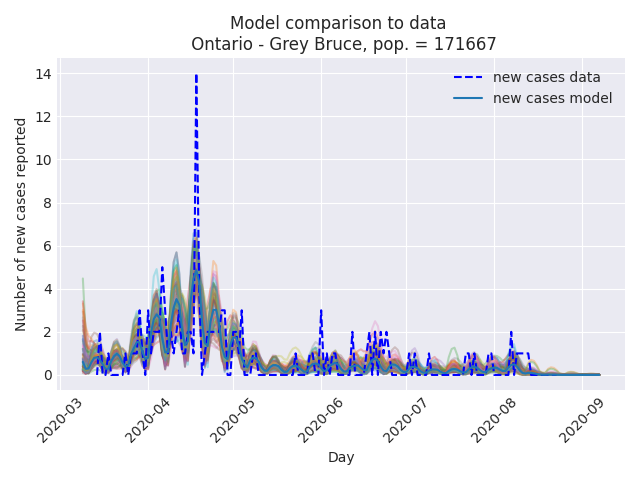 Model comparison to data
Ontario - Grey Bruce, pop. = 171667
new cases data
new cases model
Number of new cases reported
14
12
10
8
6
4
2
0
2020-03
2020-04
2020-05
2020-06
2020-07
2020-08
2020-09
Day